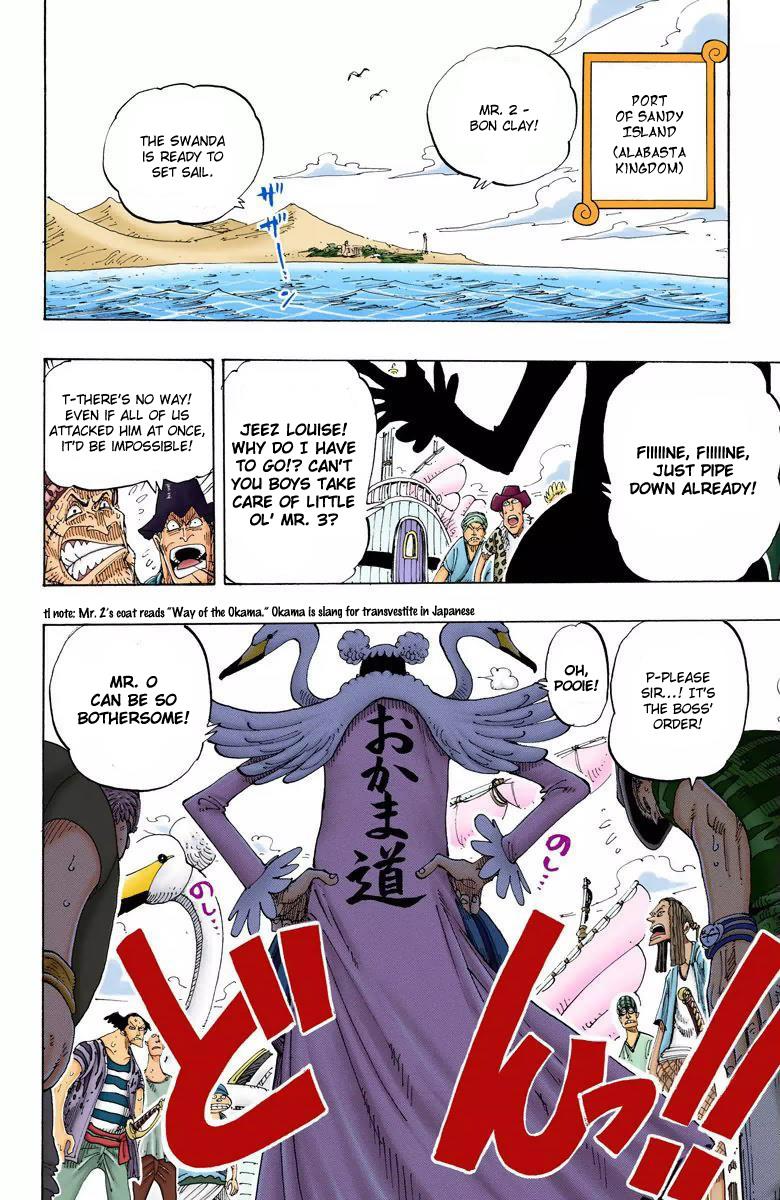 PORT
OF SANDY
ISLAND
(ALABASTA
KINGDOM)
MR. 2 -
BON CLAY!
THE SWANDA
IS READY TO
SET SAIL.
ザザーン
FIIIIINE, FIIIIINE,
JUST PIPE
DOWN ALREADY!
JEEZ LOUISE!
WHY DO I HAVE
TO GO!? CAN'T
YOU BOYS TAKE
CARE OF LITTLE
OL' MR. 3?
T-THERE'S NO WAY!
EVEN IF ALL OF US
ATTACKED HIM AT ONCE,
IT'D BE IMPOSSIBLE!
tl note: Mr. 2's coat reads "Way of the Okama." Okama is slang for transvestite in Japanese
P-PLEASE
SIR...! IT'S
THE BOSS'
ORDER!
OH,
POOIE!
MR. 0
CAN BE SO
BOTHERSOME!
おかま道
のし…
のし…
どんっ!!